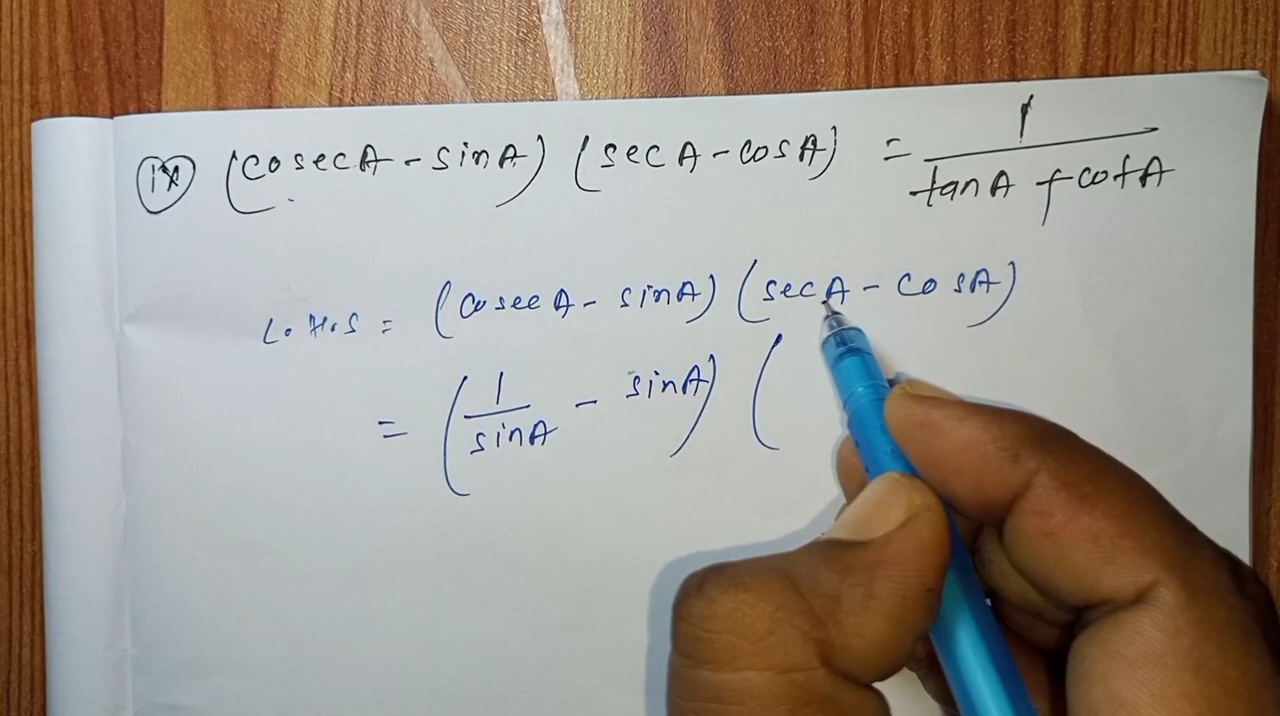 (ix) (cosecA - sinA) (secA - cosA) = 1/(tanA + cotA)
L.H.S = (cosecA - sinA) (secA - cosA)
= (1/sinA - sinA) (